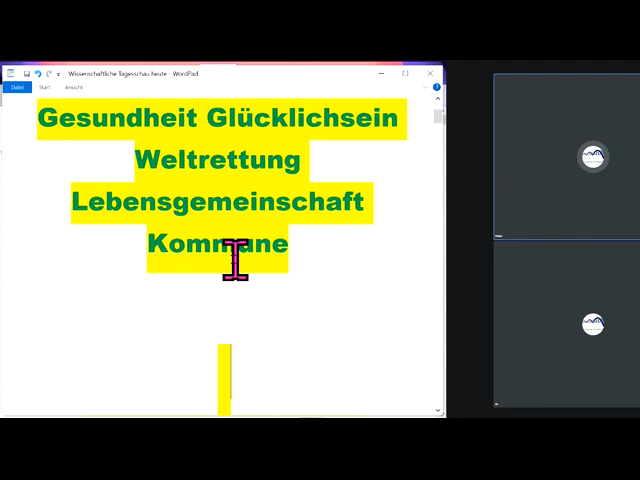 Wissenschaftliche Tagesschau heute - WordPad
Datei Start Ansicht
Gesundheit Glücklichsein
Weltrettung
Lebensgemeinschaft
Kommune